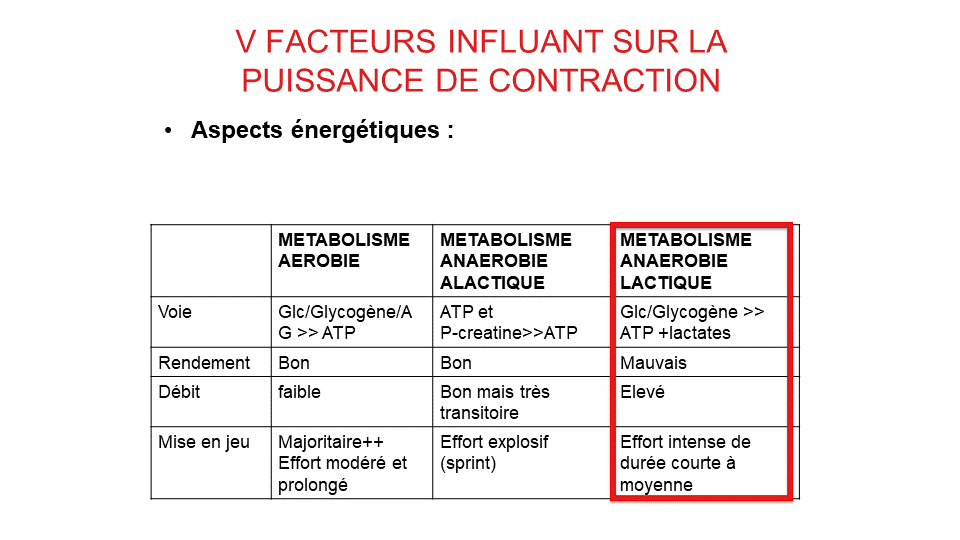 V FACTEURS INFLUANT SUR LA
PUISSANCE DE CONTRACTION
• Aspects énergétiques :
METABOLISME
AEROBIE
METABOLISME
ANAEROBIE
ALACTIQUE
METABOLISME
ANAEROBIE
LACTIQUE
Voie
Glc/Glycogène/A
G >> ATP
ATP et
P-creatine>>ATP
Glc/Glycogène >>
ATP +lactates
Rendement
Bon
Bon
Mauvais
Débit
faible
Bon mais très
transitoire
Elevé
Mise en jeu
Majoritaire++
Effort modéré et
prolongé
Effort explosif
(sprint)
Effort intense de
durée courte à
moyenne